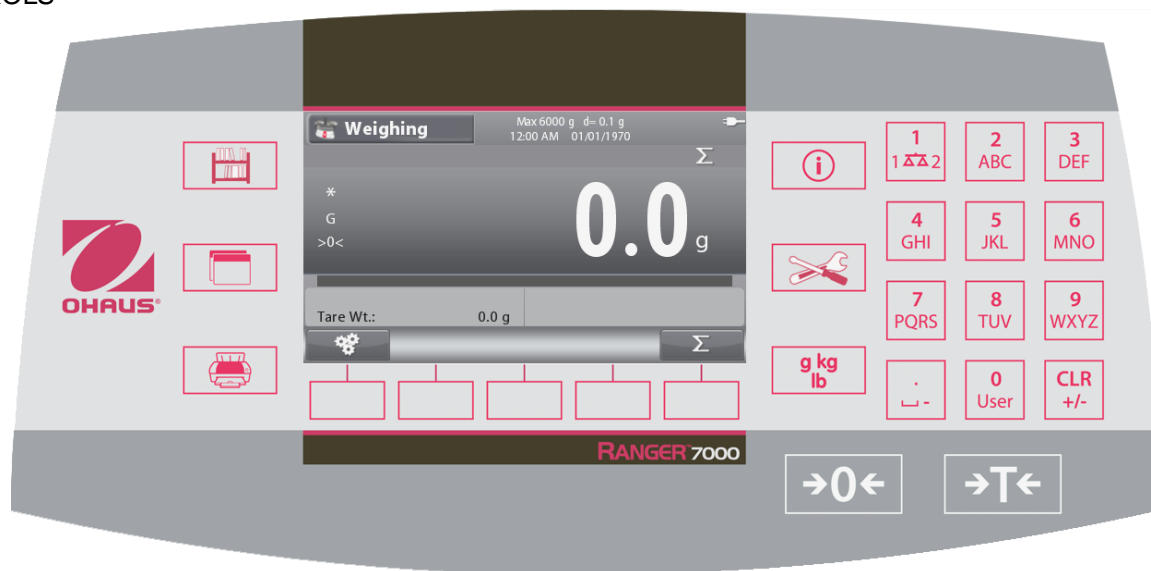 Weighing
Max 6000 g d= 0.1 g
12:00 AM 01/01/1970
Σ
*
G
>0<
0.0 g
Tare Wt.: 0.0 g
Σ
OHAUS®
RANGER™7000
g kg
lb
1
1 2
2
ABC
3
DEF
4
GHI
5
JKL
6
MNO
7
PQRS
8
TUV
9
WXYZ
.
-
0
User
CLR
+/-
→0←
→T←